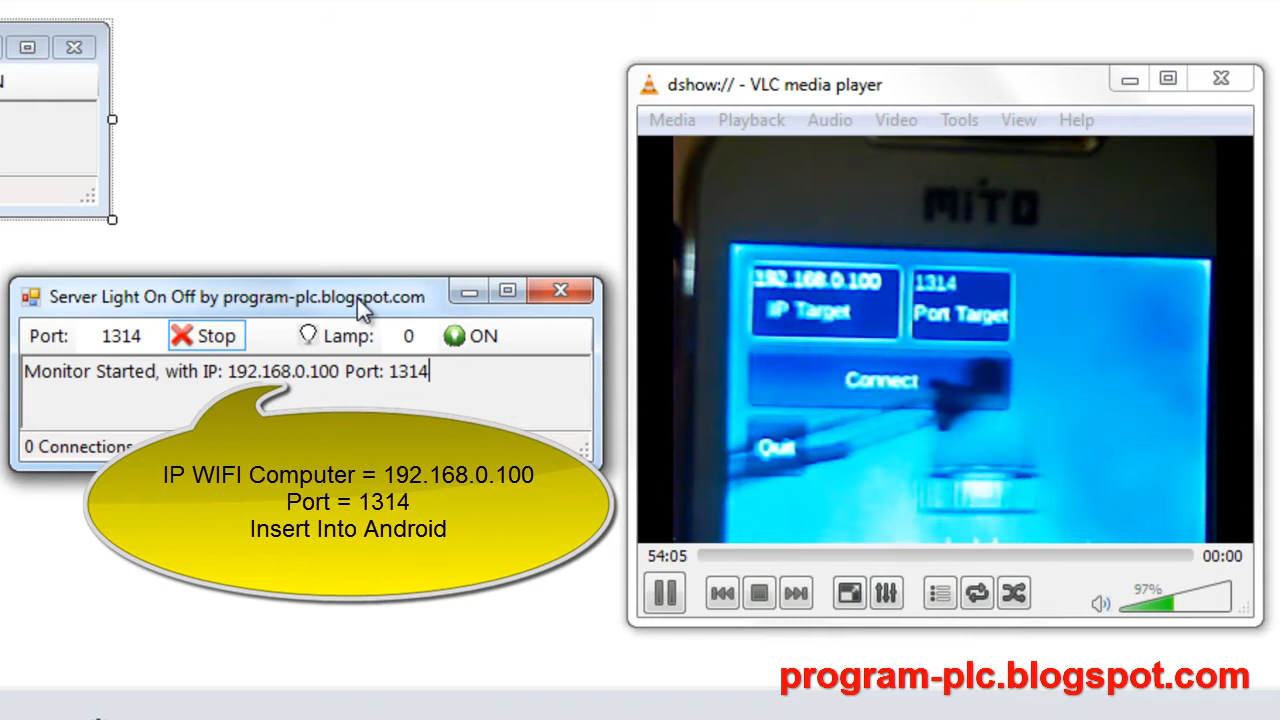 dshow:// - VLC media player
Media Playback Audio Video Tools View Help
MiTO
192.168.0.100 1314
IP Target Port Target
Connect
Quit
54:05 00:00
97%
Server Light On Off by program-plc.blogspot.com
Port: 1314 Stop Lamp: 0 ON
Monitor Started, with IP: 192.168.0.100 Port: 1314
0 Connections
IP WIFI Computer = 192.168.0.100
Port = 1314
Insert Into Android
program-plc.blogspot.com